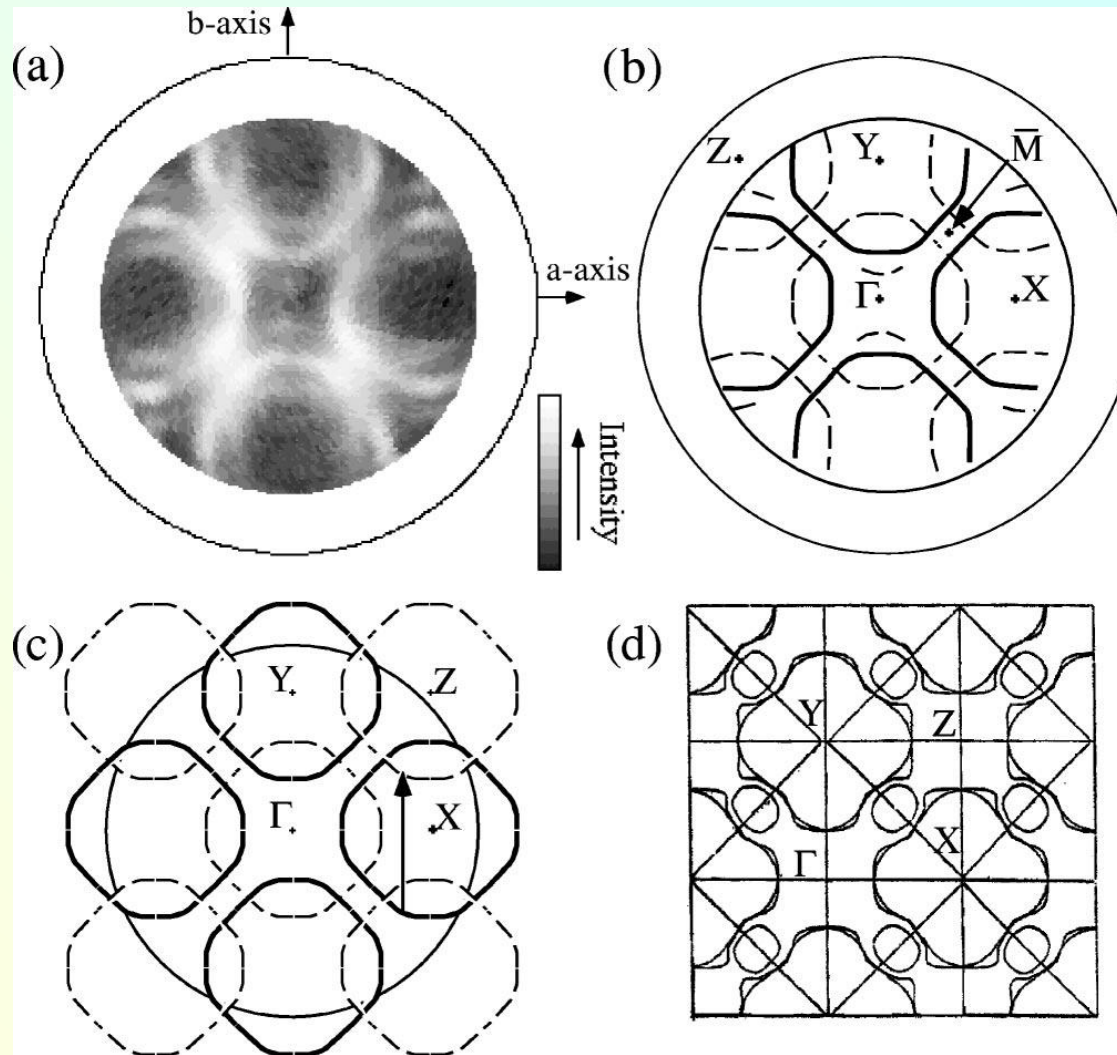 b-axis
(a)
a-axis
Intensity
(b)
Z
Y
M̅
Γ
X
(c)
Y
Z
Γ
X
(d)
Y
Z
X
Γ